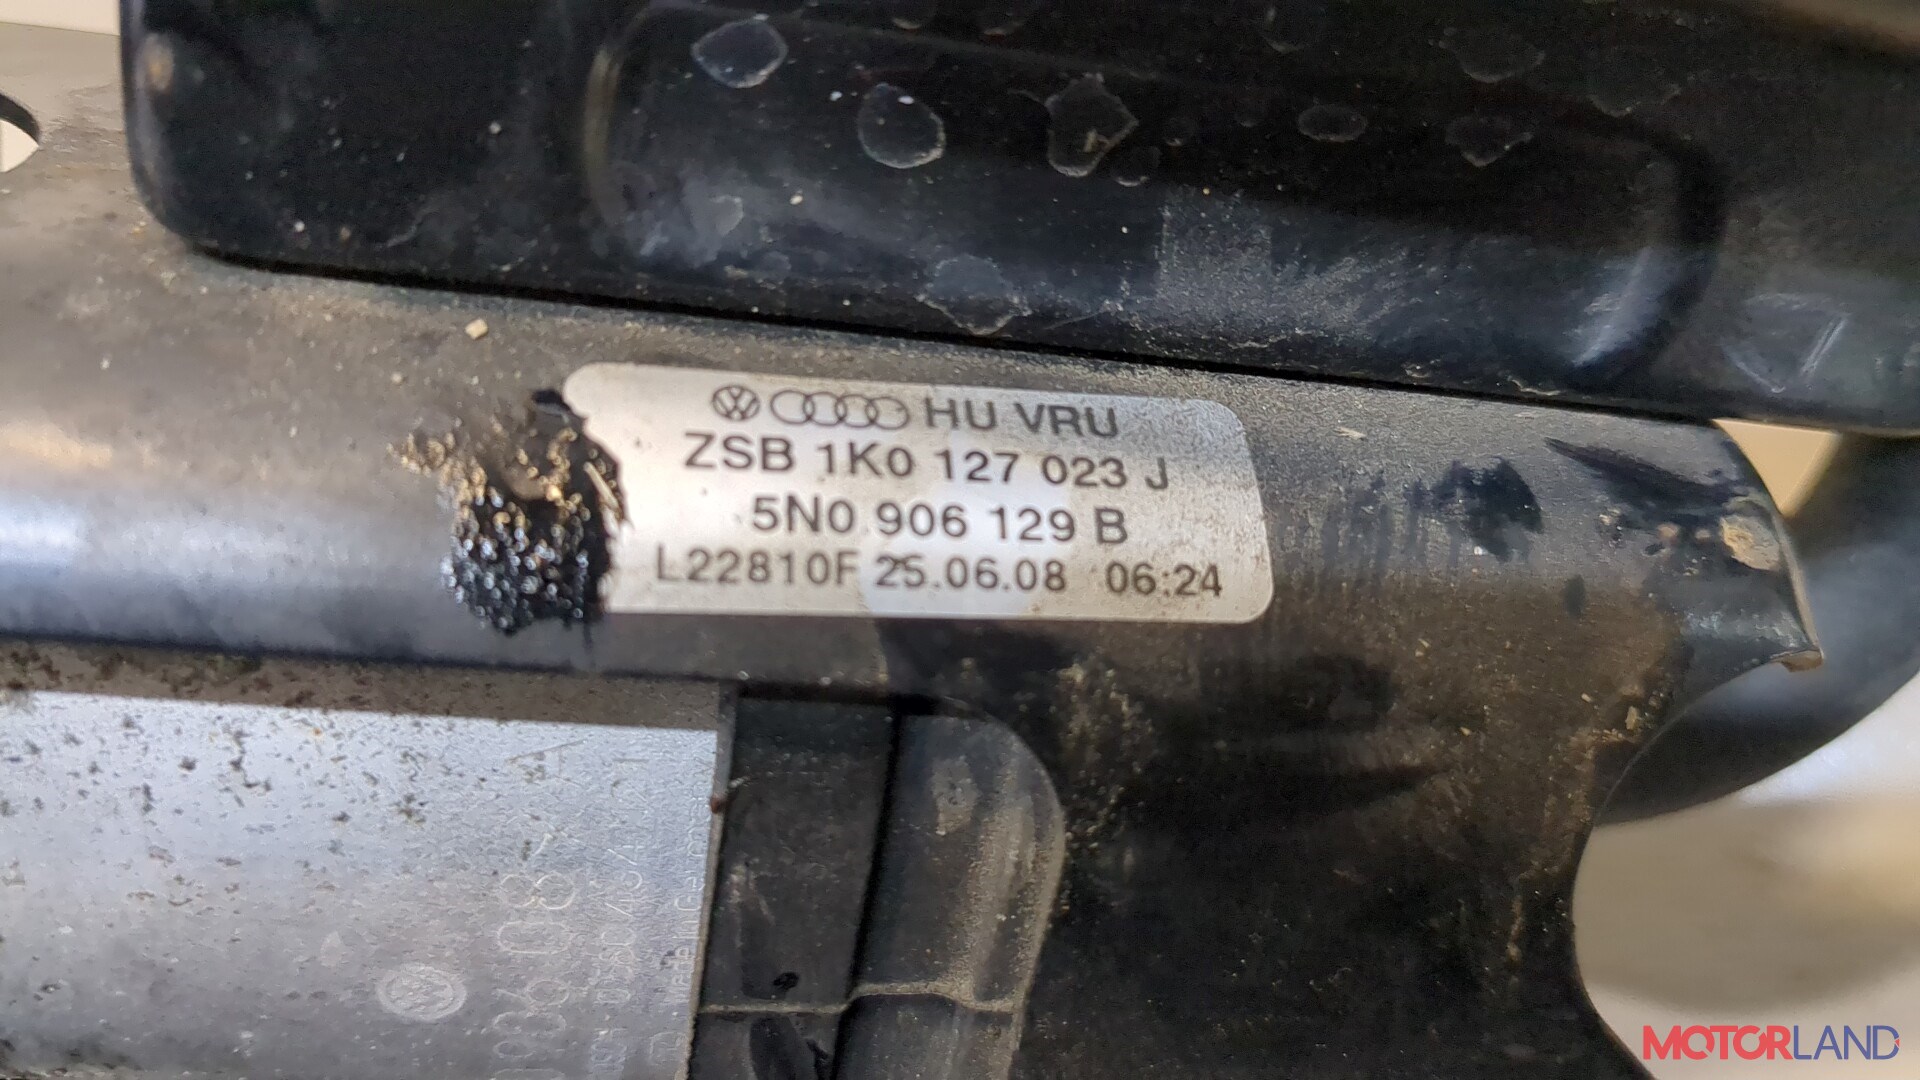 HU VRU
ZSB 1K0 127 023 J
5N0 906 129 B
L22810F 25.06.08 06:24
MOTORLAND